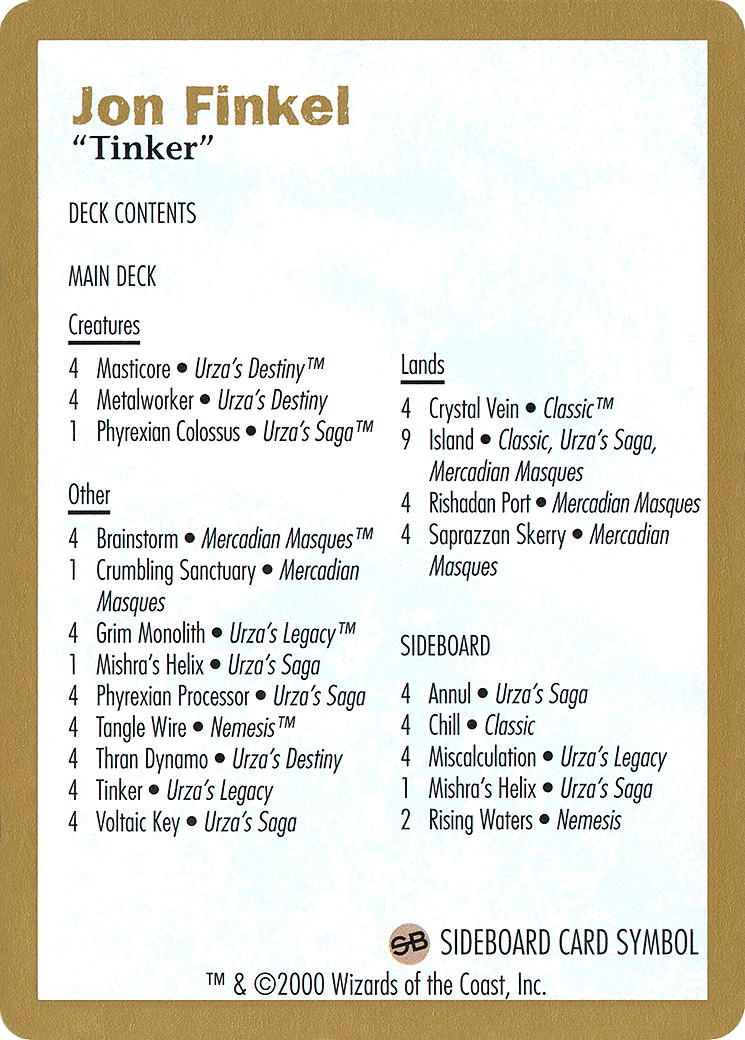 Jon Finkel
“Tinker”
DECK CONTENTS
MAIN DECK
Creatures
4 Masticore • Urza’s Destiny™
4 Metalworker • Urza’s Destiny
1 Phyrexian Colossus • Urza’s Saga™
Other
4 Brainstorm • Mercadian Masques™
1 Crumbling Sanctuary • Mercadian
Masques
4 Grim Monolith • Urza’s Legacy™
1 Mishra’s Helix • Urza’s Saga
4 Phyrexian Processor • Urza’s Saga
4 Tangle Wire • Nemesis™
4 Thran Dynamo • Urza’s Destiny
4 Tinker • Urza’s Legacy
4 Voltaic Key • Urza’s Saga
Lands
4 Crystal Vein • Classic™
9 Island • Classic, Urza’s Saga,
Mercadian Masques
4 Rishadan Port • Mercadian Masques
4 Saprazzan Skerry • Mercadian
Masques
SIDEBOARD
4 Annul • Urza’s Saga
4 Chill • Classic
4 Miscalculation • Urza’s Legacy
1 Mishra’s Helix • Urza’s Saga
2 Rising Waters • Nemesis
SB SIDEBOARD CARD SYMBOL
™ & ©2000 Wizards of the Coast, Inc.